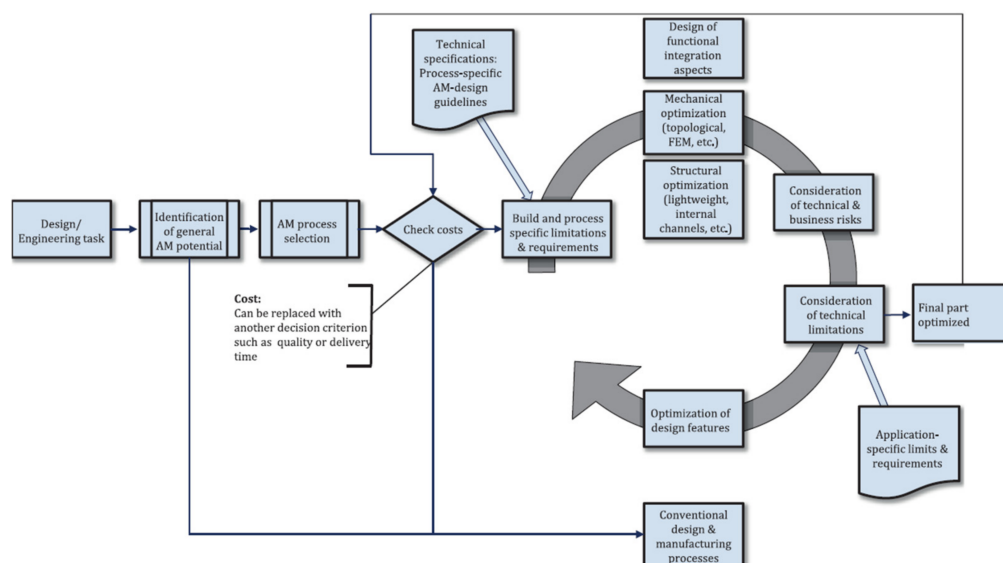 Technical
specifications:
Process-specific
AM-design
guidelines
Design of
functional
integration
aspects
Mechanical
optimization
(topological,
FEM, etc.)
Structural
optimization
(lightweight,
internal
channels, etc.)
Consideration
of technical &
business risks
Design/
Engineering task
Identification
of general
AM potential
AM process
selection
Check costs
Build and process
specific limitations
& requirements
Cost:
Can be replaced with
another decision criterion
such as quality or delivery
time
Consideration
of technical
limitations
Final part
optimized
Optimization of
design features
Application-
specific limits &
requirements
Conventional
design &
manufacturing
processes